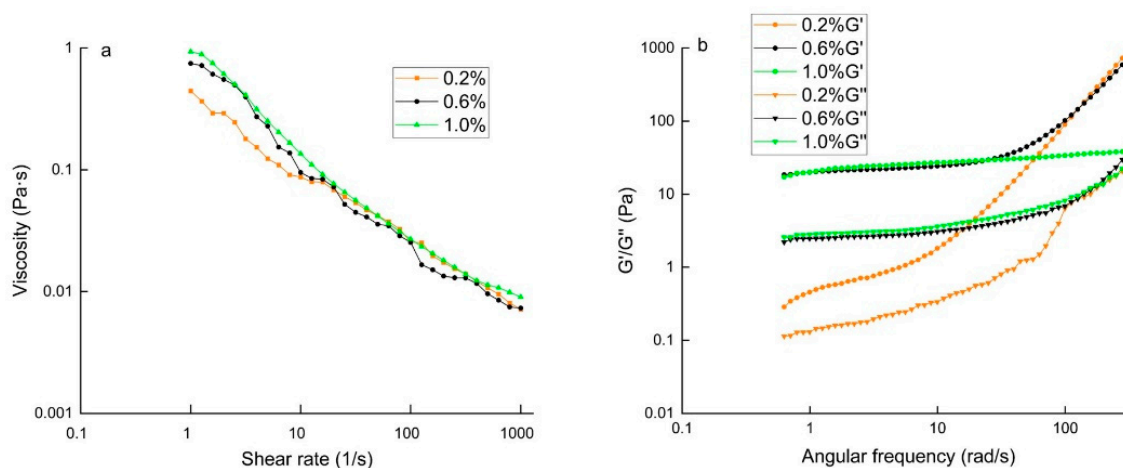 a
0.2%
0.6%
1.0%
1
0.1
0.01
0.001
Viscosity (Pa·s)
0.1
1
10
100
1000
Shear rate (1/s)
b
0.2%G'
0.6%G'
1.0%G'
0.2%G"
0.6%G"
1.0%G"
1000
100
10
1
0.1
0.01
G'/G" (Pa)
0.1
1
10
100
Angular frequency (rad/s)